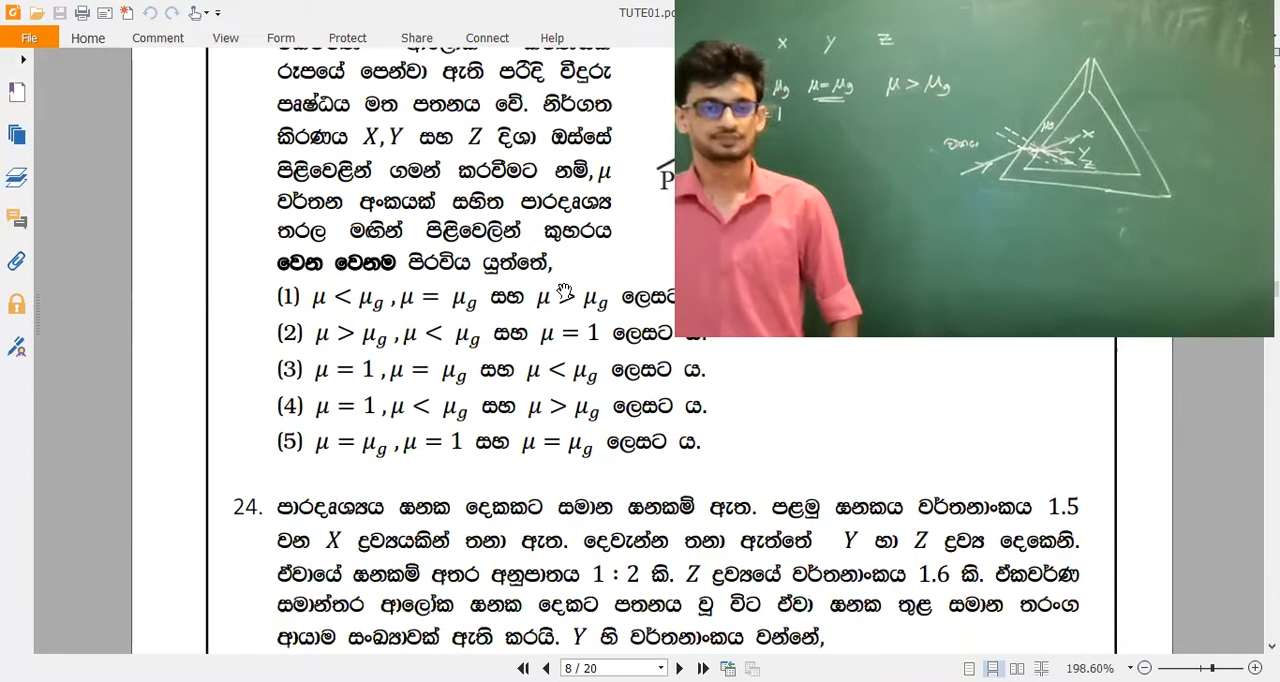 TUTE01.p
File Home Comment View Form Protect Share Connect Help
රූපයේ පෙන්වා ඇති පරිදි වීදුරු
පෘෂ්ඨය මත පතනය වේ. නිර්ගත
කිරණය X, Y සහ Z දිශා ඔස්සේ
පිළිවෙළින් ගමන් කරවීමට නම්, μ
වර්තන අංකයක් සහිත පාරදෘශ්‍ය
තරල මඟින් පිළිවෙලින් කුහරය
වෙන වෙනම පිරවිය යුත්තේ,
(1) μ < μg , μ = μg සහ μ μg ලෙසට
(2) μ > μg , μ < μg සහ μ = 1 ලෙසට ය.
(3) μ = 1 , μ = μg සහ μ < μg ලෙසට ය.
(4) μ = 1 , μ < μg සහ μ > μg ලෙසට ය.
(5) μ = μg , μ = 1 සහ μ = μg ලෙසට ය.
24. පාරදෘශ්‍යය ඝනක දෙකකට සමාන ඝනකම් ඇත. පළමු ඝනකය වර්තනාංකය 1.5
වන X ද්‍රව්‍යයකින් තනා ඇත. දෙවැන්න තනා ඇත්තේ Y හා Z ද්‍රව්‍ය දෙකෙනි.
ඒවායේ ඝනකම් අතර අනුපාතය 1 : 2 කි. Z ද්‍රව්‍යයේ වර්තනාංකය 1.6 කි. ඒකවර්ණ
සමාන්තර ආලෝක ඝනක දෙකට පතනය වූ විට ඒවා ඝනක තුළ සමාන තරංග
ආයාම සංඛ්‍යාවක් ඇති කරයි. Y හි වර්තනාංකය වන්නේ,
P
x y z
μg μ=μg μ > μg
=1
X
Y
Z
8 / 20
198.60%